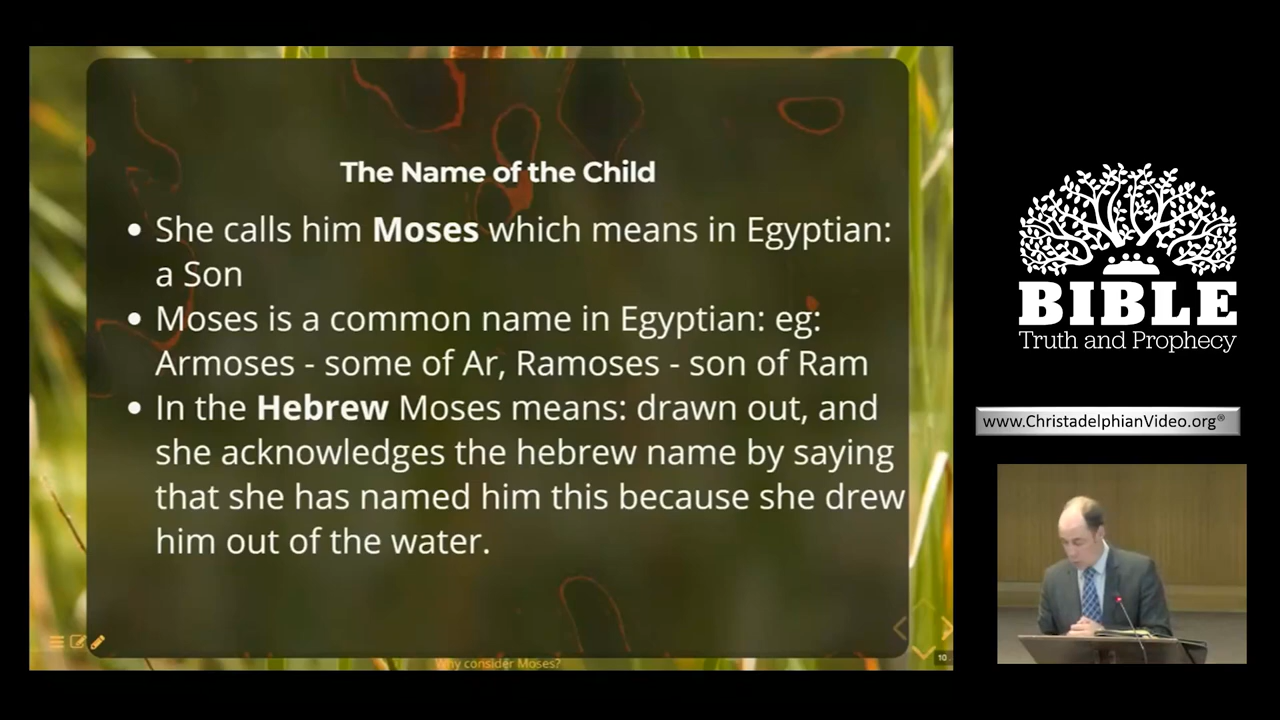 The Name of the Child
• She calls him Moses which means in Egyptian:
a Son
• Moses is a common name in Egyptian: eg:
Armoses - some of Ar, Ramoses - son of Ram
• In the Hebrew Moses means: drawn out, and
she acknowledges the hebrew name by saying
that she has named him this because she drew
him out of the water.
Why consider Moses?
10
BIBLE
Truth and Prophecy
www.ChristadelphianVideo.org®